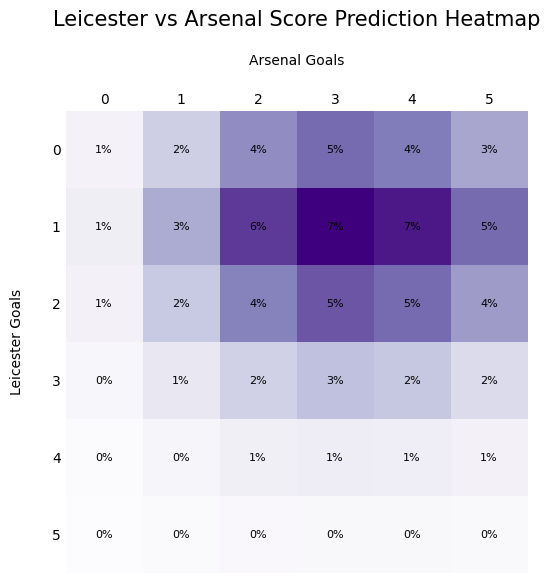 Leicester vs Arsenal Score Prediction Heatmap
Arsenal Goals
0 1 2 3 4 5
0 1% 2% 4% 5% 4% 3%
1 1% 3% 6% 7% 7% 5%
2 1% 2% 4% 5% 5% 4%
Leicester Goals
3 0% 1% 2% 3% 2% 2%
4 0% 0% 1% 1% 1% 1%
5 0% 0% 0% 0% 0% 0%